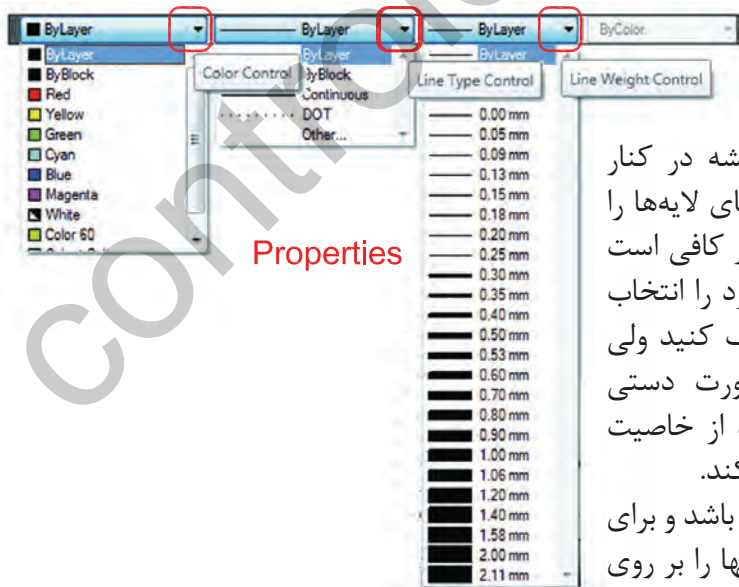 ByLayer
ByLayer
ByLayer
ByColor
ByLayer
ByBlock
Red
Yellow
Green
Cyan
Blue
Magenta
White
Color 60
Color Control
ByLayer
ByBlock
Continuous
DOT
Other...
Line Type Control
ByLayer
0.00 mm
0.05 mm
0.09 mm
0.13 mm
0.15 mm
0.18 mm
0.20 mm
0.25 mm
0.30 mm
0.35 mm
0.40 mm
0.50 mm
0.53 mm
0.60 mm
0.70 mm
0.80 mm
0.90 mm
1.00 mm
1.06 mm
1.20 mm
1.40 mm
1.58 mm
2.00 mm
2.11 mm
Line Weight Control
Properties
شه در کنار
ای لایه‌ها را
ر کافی است
ود را انتخاب
کنید ولی
ورت دستی
از خاصیت
کند.
باشد و برای
ها را بر روی